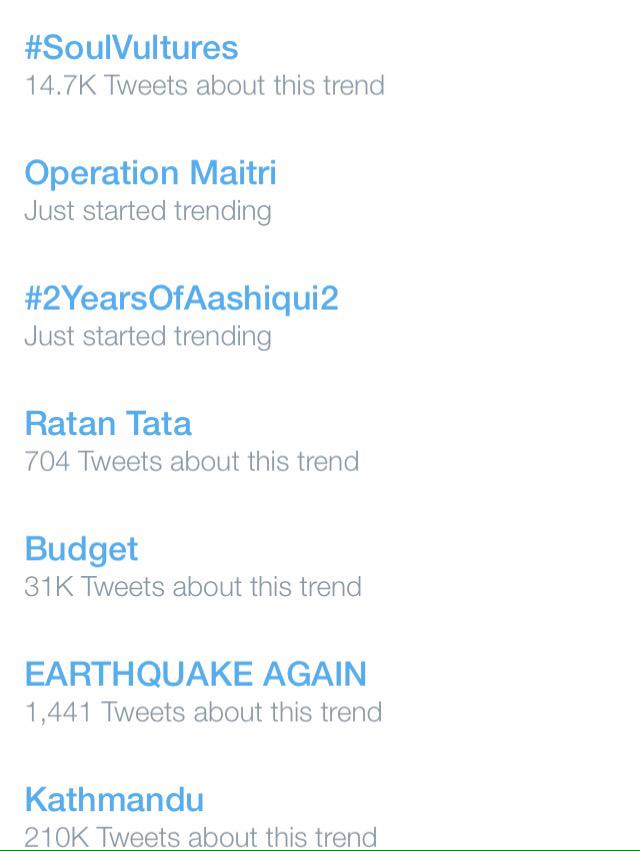 #SoulVultures
14.7K Tweets about this trend
Operation Maitri
Just started trending
#2YearsOfAashiqui2
Just started trending
Ratan Tata
704 Tweets about this trend
Budget
31K Tweets about this trend
EARTHQUAKE AGAIN
1,441 Tweets about this trend
Kathmandu
210K Tweets about this trend